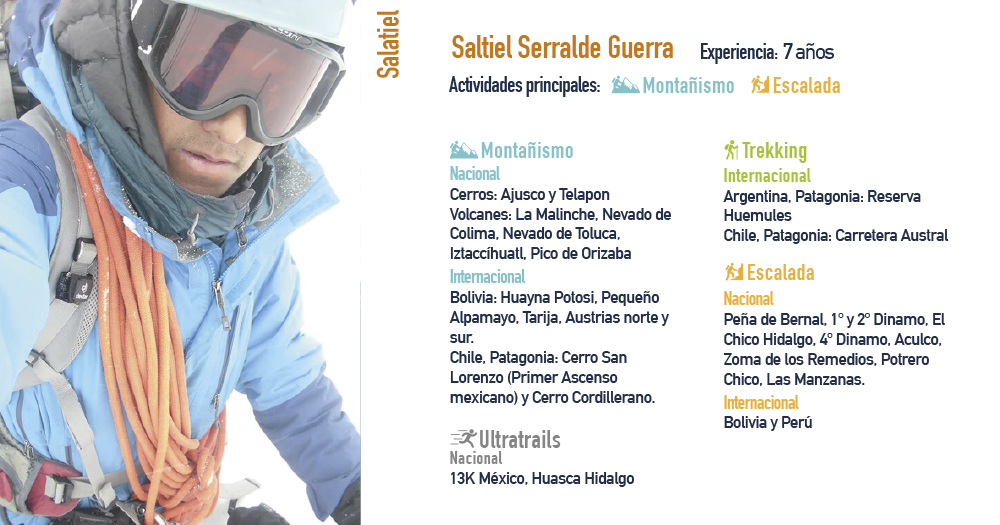 Salatiel
Saltiel Serralde Guerra
Experiencia: 7 años
Actividades principales: Montañismo Escalada
Montañismo
Nacional
Cerros: Ajusco y Telapon
Volcanes: La Malinche, Nevado de
Colima, Nevado de Toluca,
Iztaccíhuatl, Pico de Orizaba
Internacional
Bolivia: Huayna Potosi, Pequeño
Alpamayo, Tarija, Austrias norte y
sur.
Chile, Patagonia: Cerro San
Lorenzo (Primer Ascenso
mexicano) y Cerro Cordillerano.
Ultratrails
Nacional
13K México, Huasca Hidalgo
Trekking
Internacional
Argentina, Patagonia: Reserva
Huemules
Chile, Patagonia: Carretera Austral
Escalada
Nacional
Peña de Bernal, 1° y 2° Dinamo, El
Chico Hidalgo, 4° Dinamo, Aculco,
Zoma de los Remedios, Potrero
Chico, Las Manzanas.
Internacional
Bolivia y Perú